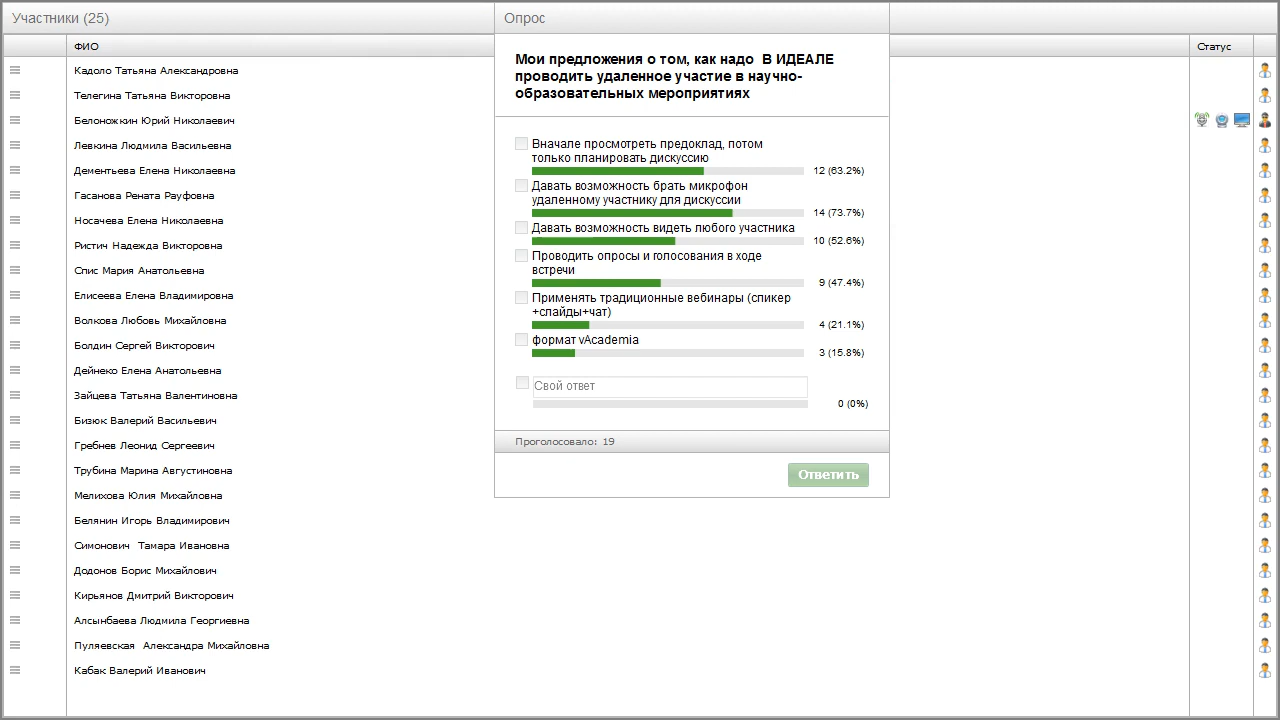 Участники (25)
ФИО
Кадоло Татьяна Александровна
Телегина Татьяна Викторовна
Белоножкин Юрий Николаевич
Левкина Людмила Васильевна
Дементьева Елена Николаевна
Гасанова Рената Рауфовна
Носачева Елена Николаевна
Ристин Надежда Викторовна
Спис Мария Анатольевна
Елисеева Елена Владимировна
Волкова Любовь Михайловна
Болдин Сергей Викторович
Дейнеко Елена Анатольевна
Зайцева Татьяна Валентиновна
Бизюк Валерий Васильевич
Гребнев Леонид Сергеевич
Трубина Марина Августиновна
Мелихова Юлия Михайловна
Белянин Игорь Владимирович
Симонович Тамара Ивановна
Додонов Борис Михайлович
Кирьянов Дмитрий Викторович
Алсынбаева Людмила Георгиевна
Пуляевская Александра Михайловна
Кабак Валерий Иванович
Опрос
Мои предложения о том, как надо В ИДЕАЛЕ
проводить удаленное участие в научно-
образовательных мероприятиях
Вначале просмотреть предоклад, потом
только планировать дискуссию
12 (63.2%)
Давать возможность брать микрофон
удаленному участнику для дискуссии
14 (73.7%)
Давать возможность видеть любого участника
10 (52.6%)
Проводить опросы и голосования в ходе
встречи
9 (47.4%)
Применять традиционные вебинары (спикер
+слайды+чат)
4 (21.1%)
формат vAcademia
3 (15.8%)
Свой ответ
0 (0%)
Проголосовало: 19
Ответить
Статус